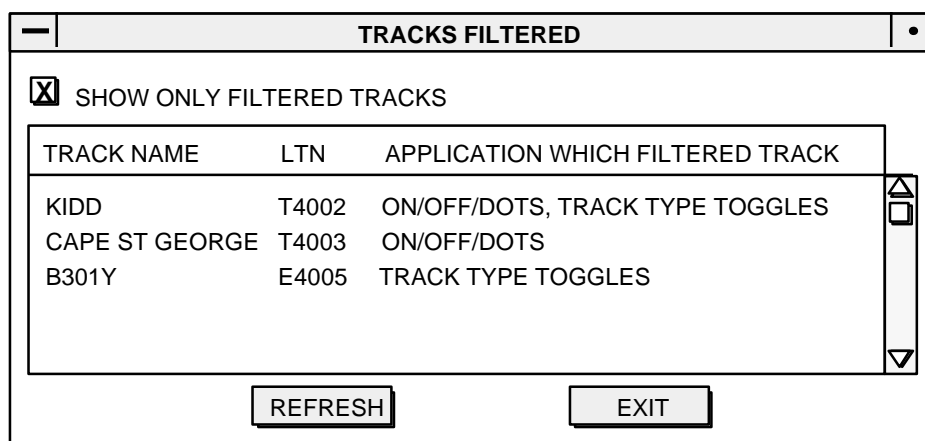 TRACKS FILTERED
X SHOW ONLY FILTERED TRACKS
TRACK NAME LTN APPLICATION WHICH FILTERED TRACK
KIDD T4002 ON/OFF/DOTS, TRACK TYPE TOGGLES
CAPE ST GEORGE T4003 ON/OFF/DOTS
B301Y E4005 TRACK TYPE TOGGLES
REFRESH EXIT